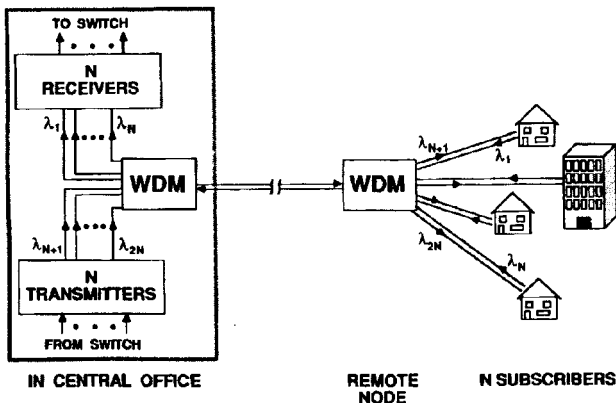 TO SWITCH
N
RECEIVERS
λ1
λN
WDM
λN+1
λ2N
N
TRANSMITTERS
FROM SWITCH
IN CENTRAL OFFICE
WDM
λN+1
λ1
λ2N
λN
REMOTE
NODE
N SUBSCRIBERS